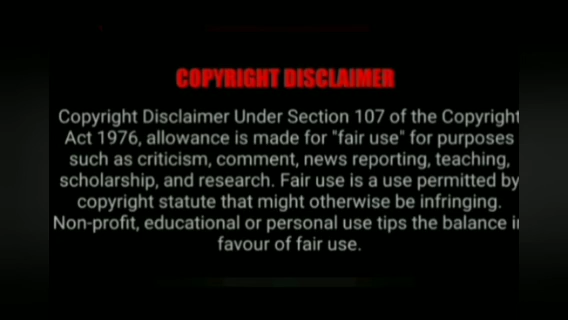 COPYRIGHT DISCLAIMER
Copyright Disclaimer Under Section 107 of the Copyright
Act 1976, allowance is made for "fair use" for purposes
such as criticism, comment, news reporting, teaching,
scholarship, and research. Fair use is a use permitted by
copyright statute that might otherwise be infringing.
Non-profit, educational or personal use tips the balance in
favour of fair use.